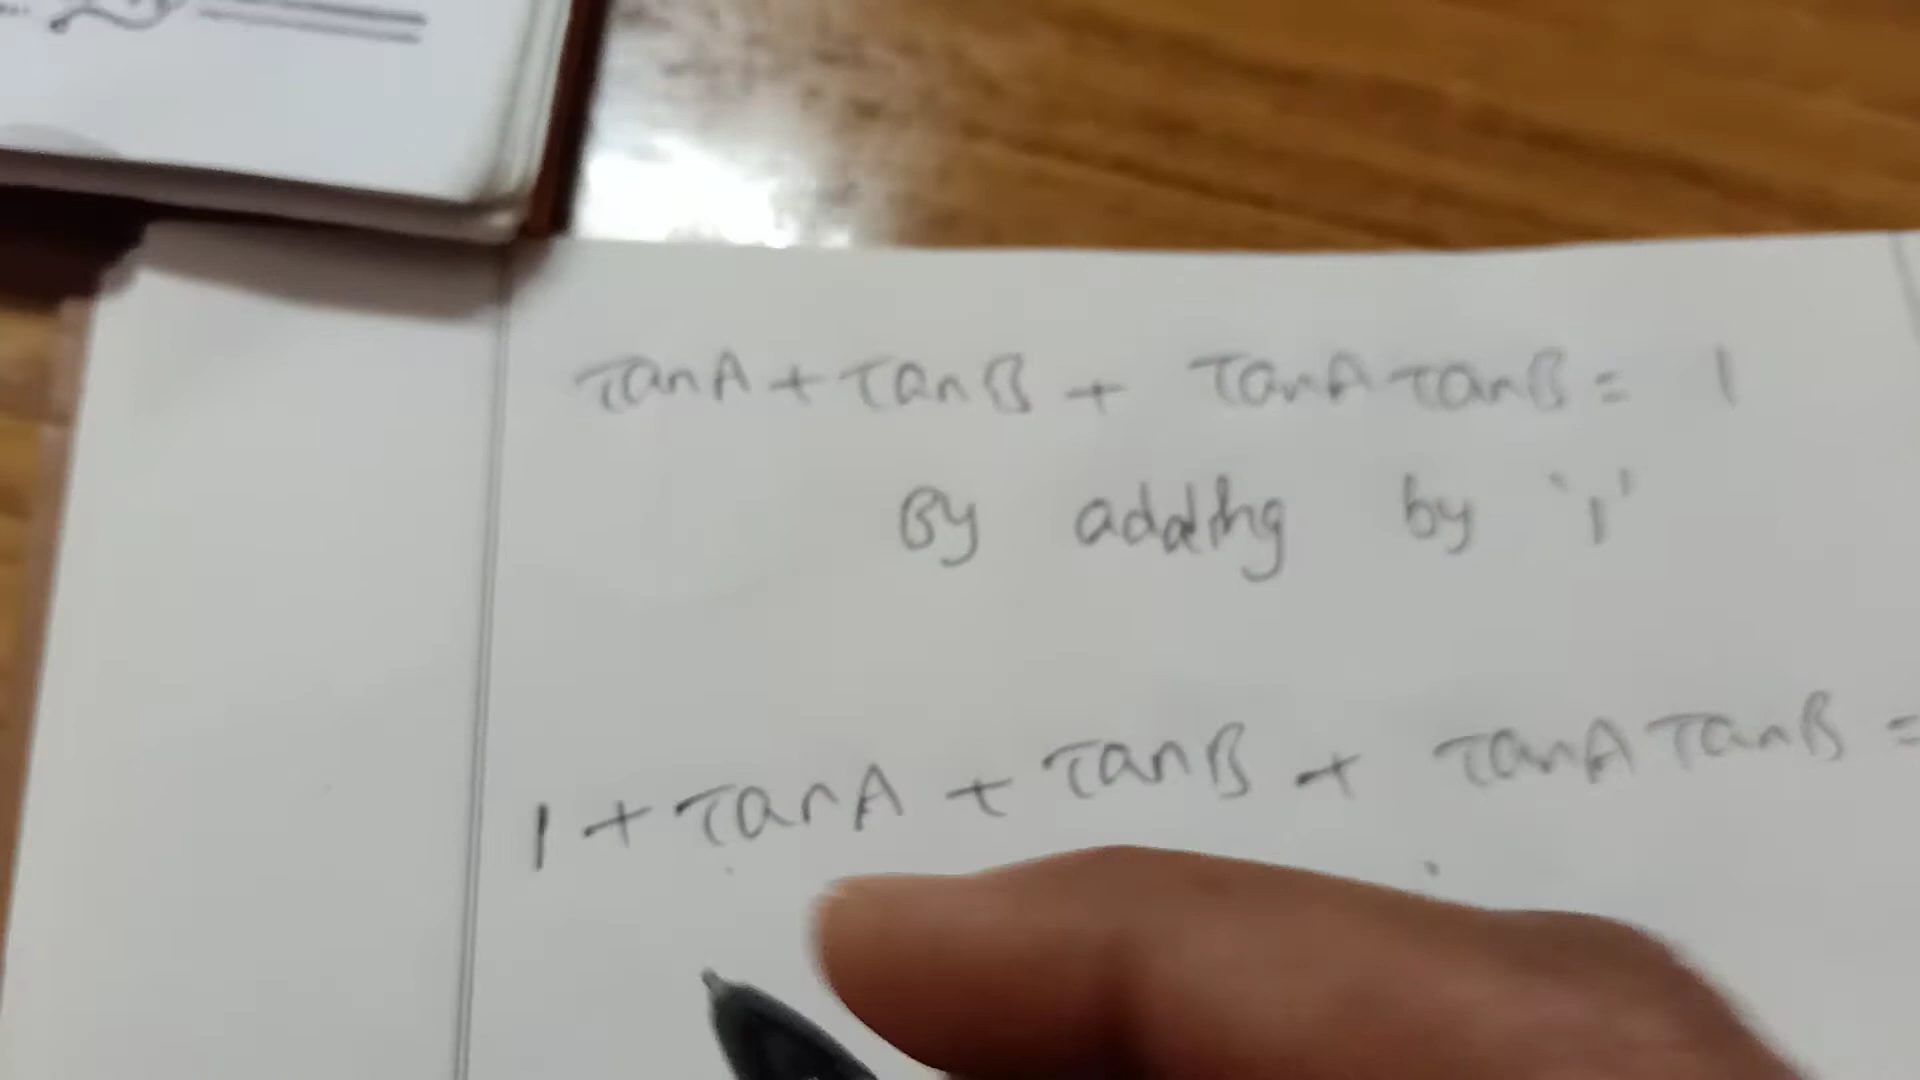 TanA + TanB + TanA TanB = 1
By adding by '1'
1 + TanA + TanB + TanA TanB =